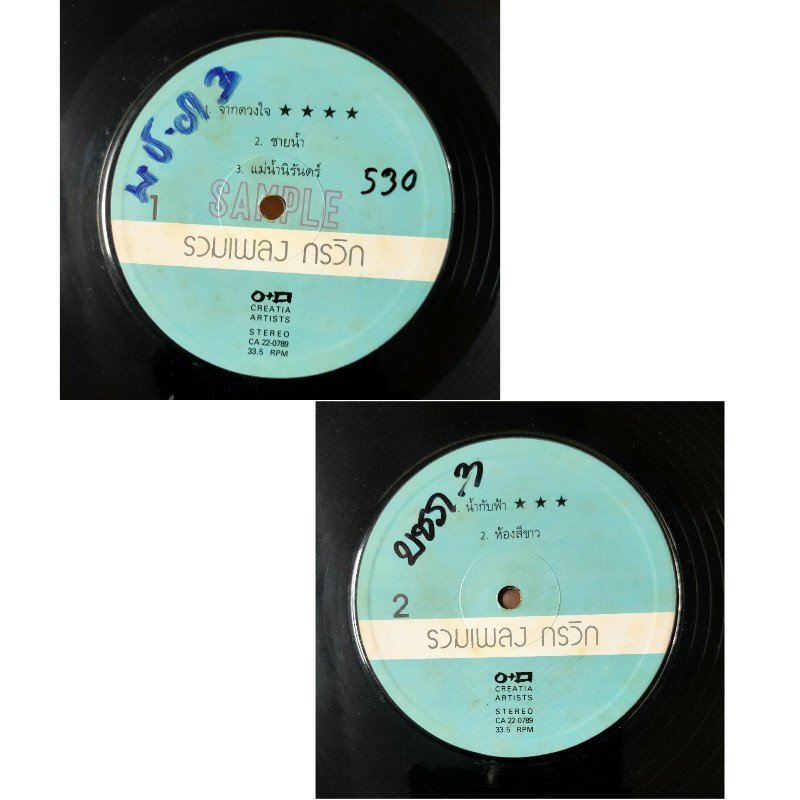 1. จากดวงใจ ★ ★ ★ ★
2. ชายน้ำ
3. แม่น้ำนิรันดร์
530
SAMPLE
1
รวมเพลง กรวิก
CREATIA
ARTISTS
STEREO
CA 22-0789
33.5 RPM
1. น้ำกับฟ้า ★ ★ ★
2. ห้องสีขาว
2
รวมเพลง กรวิก
CREATIA
ARTISTS
STEREO
CA 22-0789
33.5 RPM